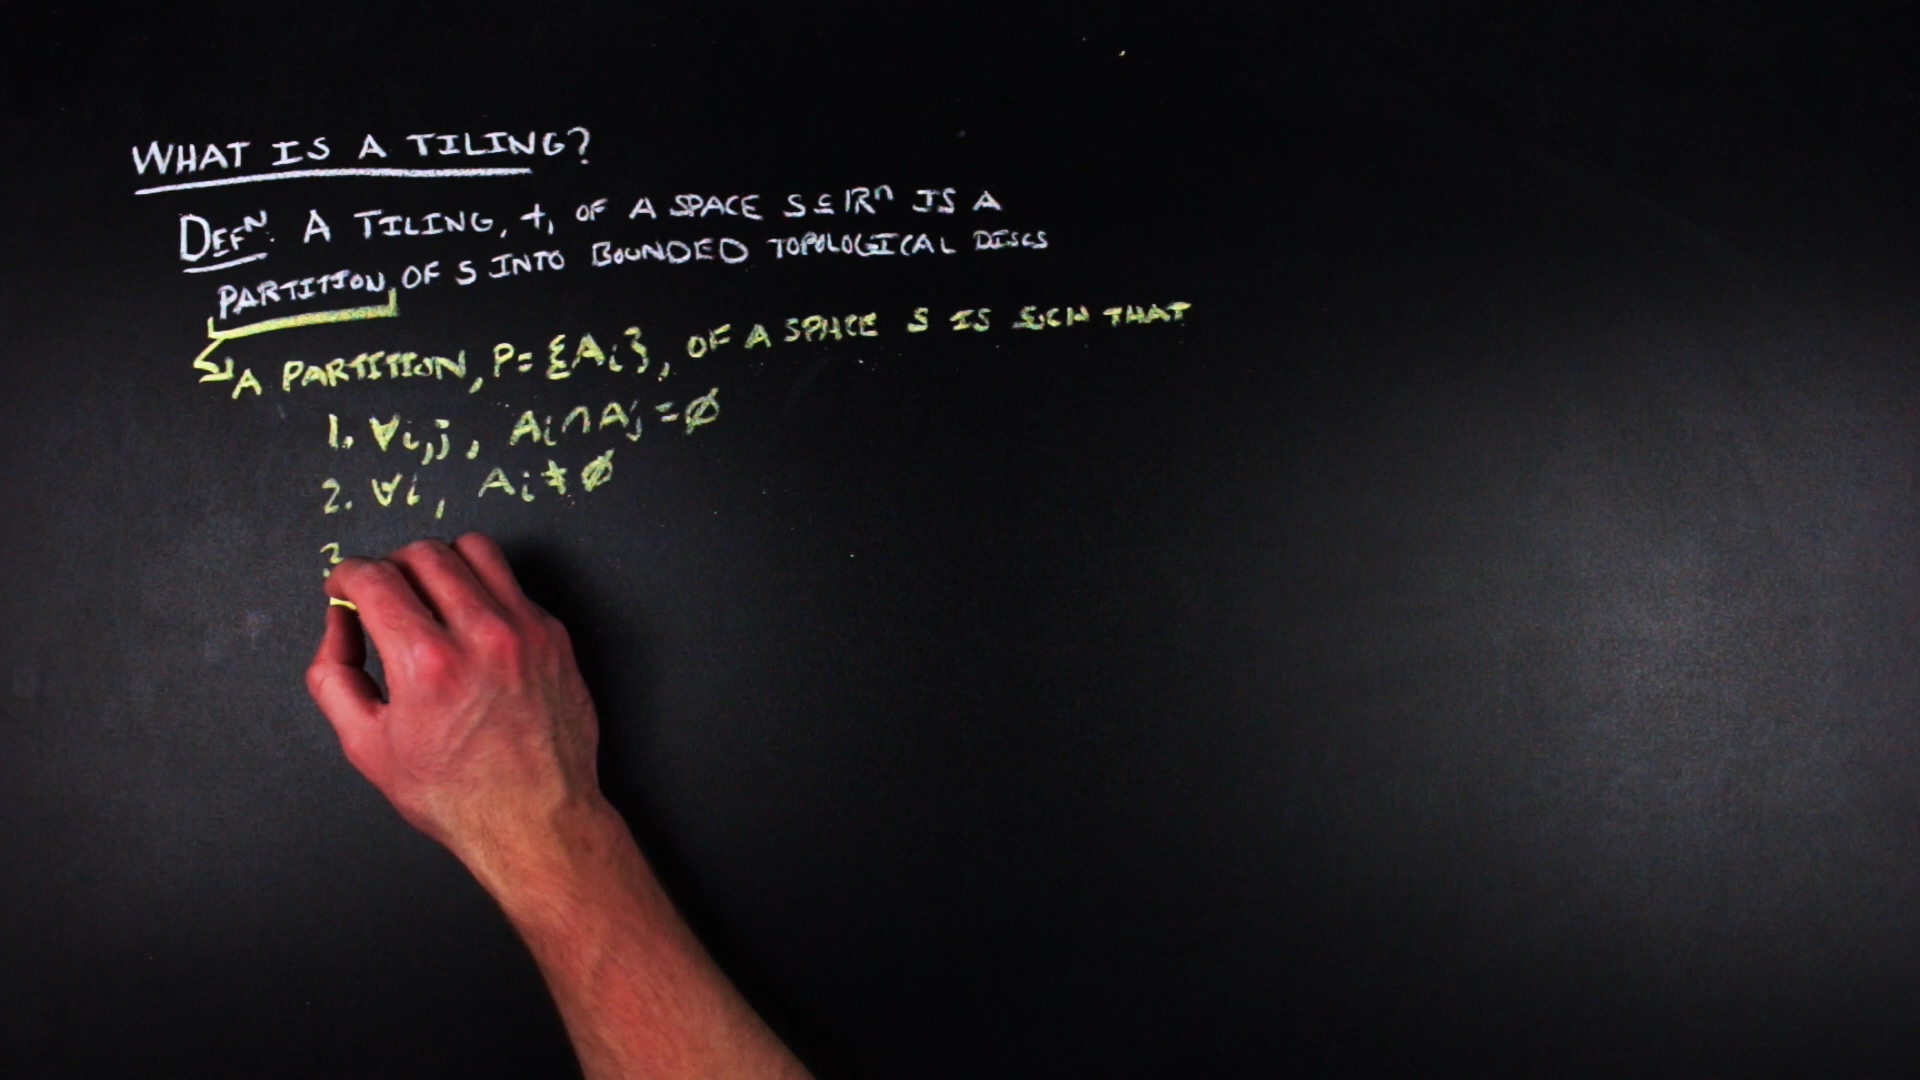 WHAT IS A TILING?
DEFᴺ: A TILING, t, OF A SPACE S ⊆ ℝⁿ IS A
PARTITION OF S INTO BOUNDED TOPOLOGICAL DISCS
A PARTITION, P = {Aᵢ}, OF A SPACE S IS SUCH THAT
1. ∀i,j, Aᵢ∩Aⱼ = ∅
2. ∀i, Aᵢ ≠ ∅
3